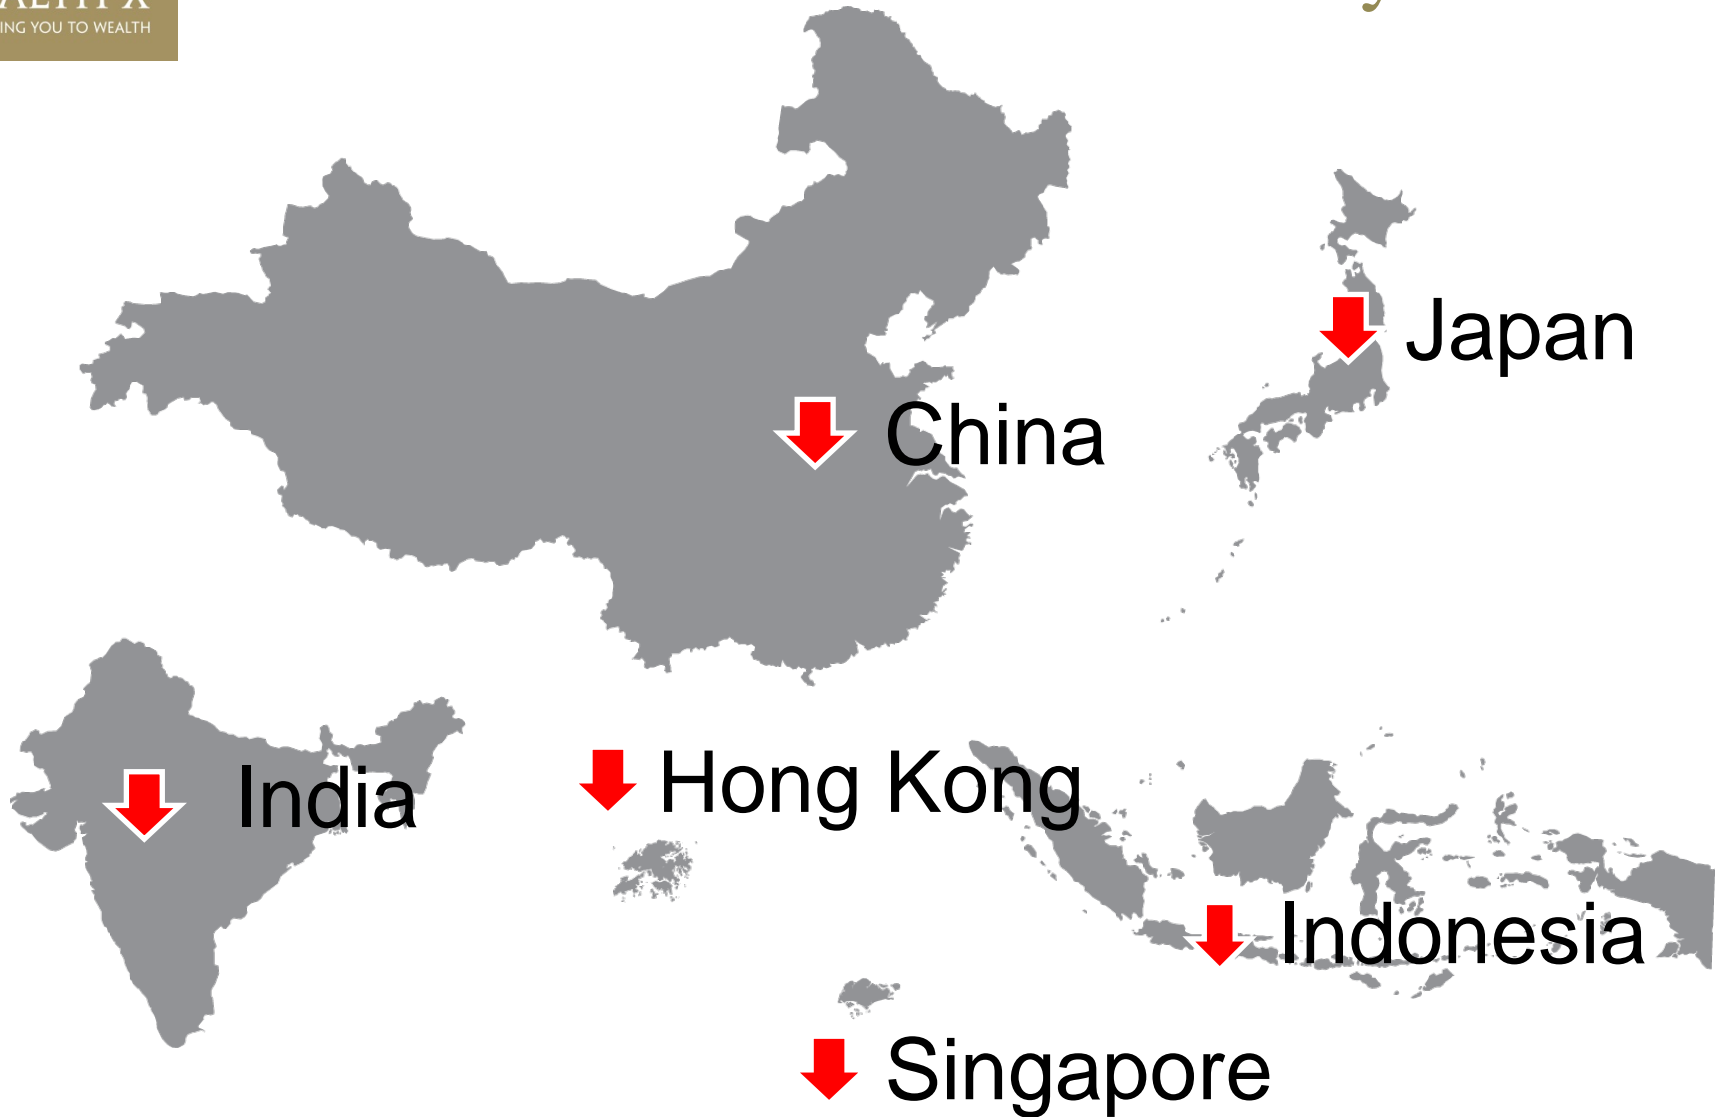 ING YOU TO WEALTH
Japan
China
India
Hong Kong
Indonesia
Singapore